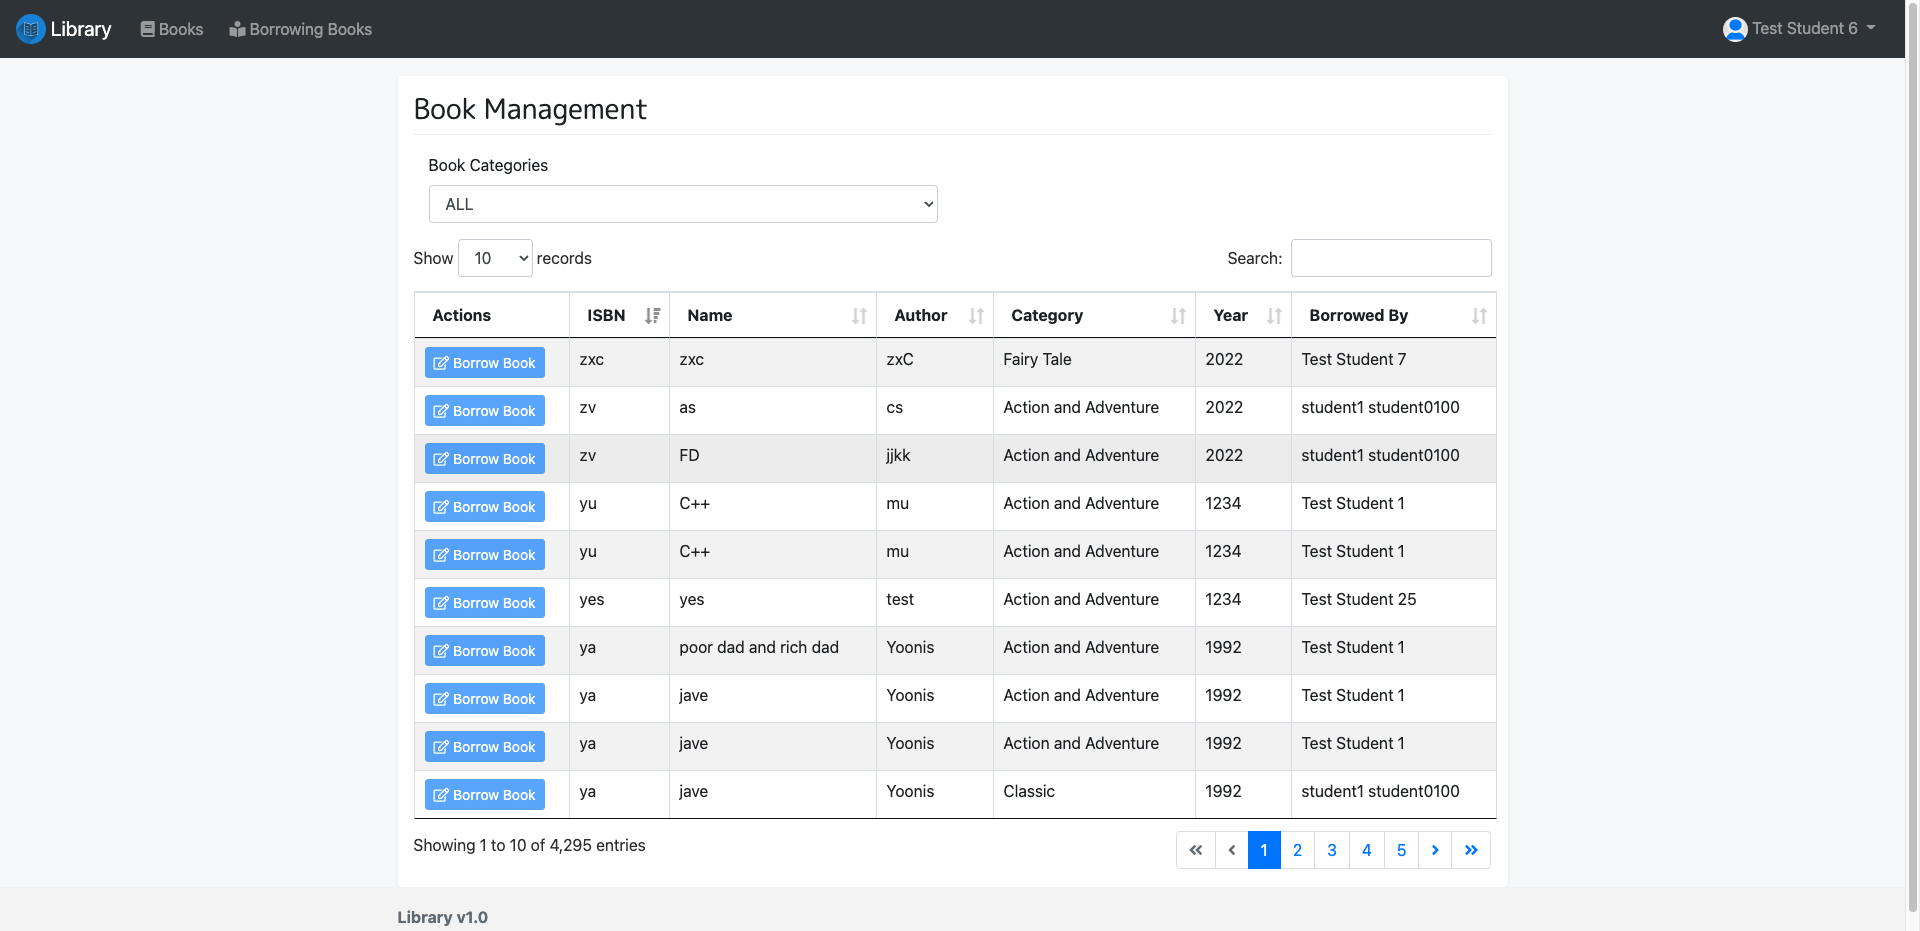 Library Books Borrowing Books Test Student 6
Book Management
Book Categories
ALL
Show 10 records Search:
Actions ISBN Name Author Category Year Borrowed By
Borrow Book zxc zxc zxC Fairy Tale 2022 Test Student 7
Borrow Book zv as cs Action and Adventure 2022 student1 student0100
Borrow Book zv FD jjkk Action and Adventure 2022 student1 student0100
Borrow Book yu C++ mu Action and Adventure 1234 Test Student 1
Borrow Book yu C++ mu Action and Adventure 1234 Test Student 1
Borrow Book yes yes test Action and Adventure 1234 Test Student 25
Borrow Book ya poor dad and rich dad Yoonis Action and Adventure 1992 Test Student 1
Borrow Book ya jave Yoonis Action and Adventure 1992 Test Student 1
Borrow Book ya jave Yoonis Action and Adventure 1992 Test Student 1
Borrow Book ya jave Yoonis Classic 1992 student1 student0100
Showing 1 to 10 of 4,295 entries « ‹ 1 2 3 4 5 › »
Library v1.0